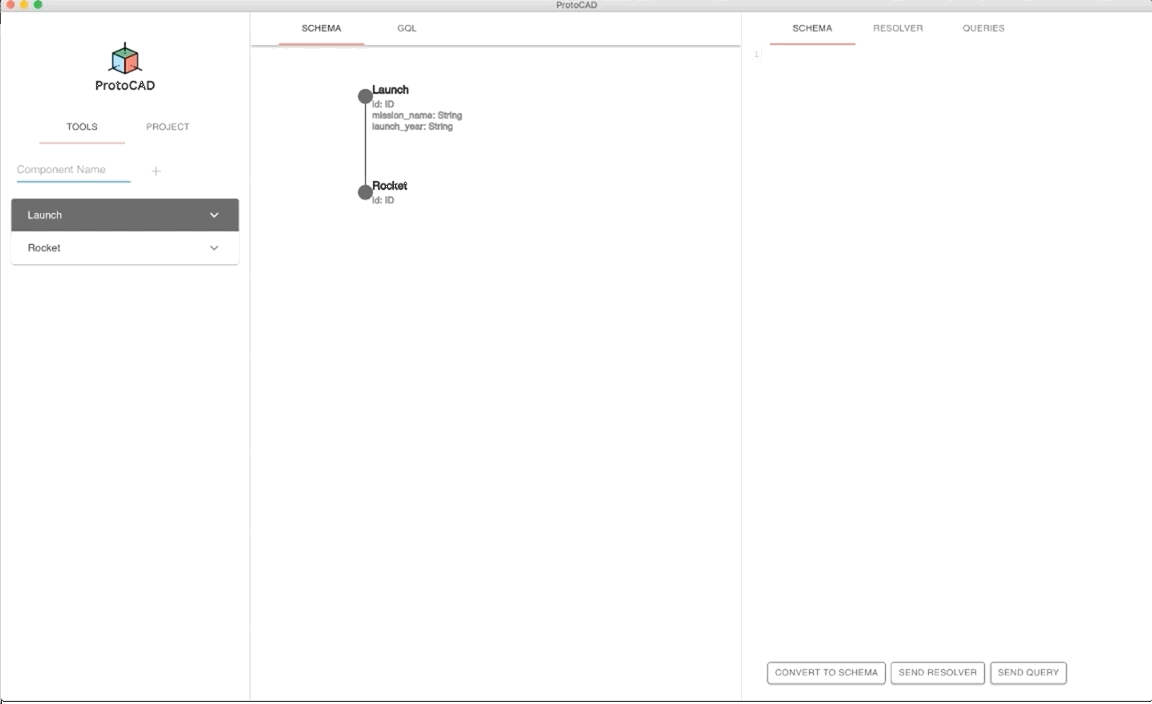 ProtoCAD
SCHEMA GQL
SCHEMA RESOLVER QUERIES
1
ProtoCAD
TOOLS PROJECT
Component Name +
Launch
Rocket
Launch
id: ID
mission_name: String
launch_year: String
Rocket
id: ID
CONVERT TO SCHEMA SEND RESOLVER SEND QUERY